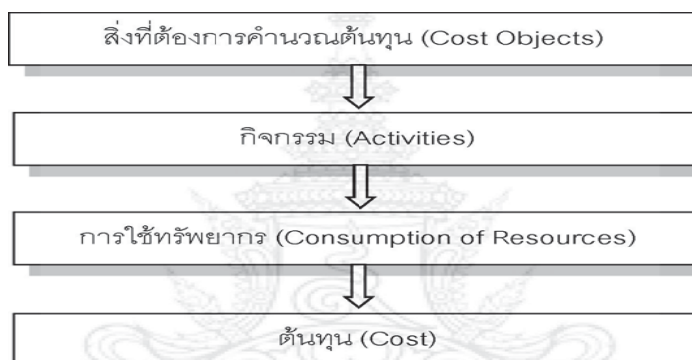 สิ่งที่ต้องการคำนวณต้นทุน (Cost Objects)
กิจกรรม (Activities)
การใช้ทรัพยากร (Consumption of Resources)
ต้นทุน (Cost)